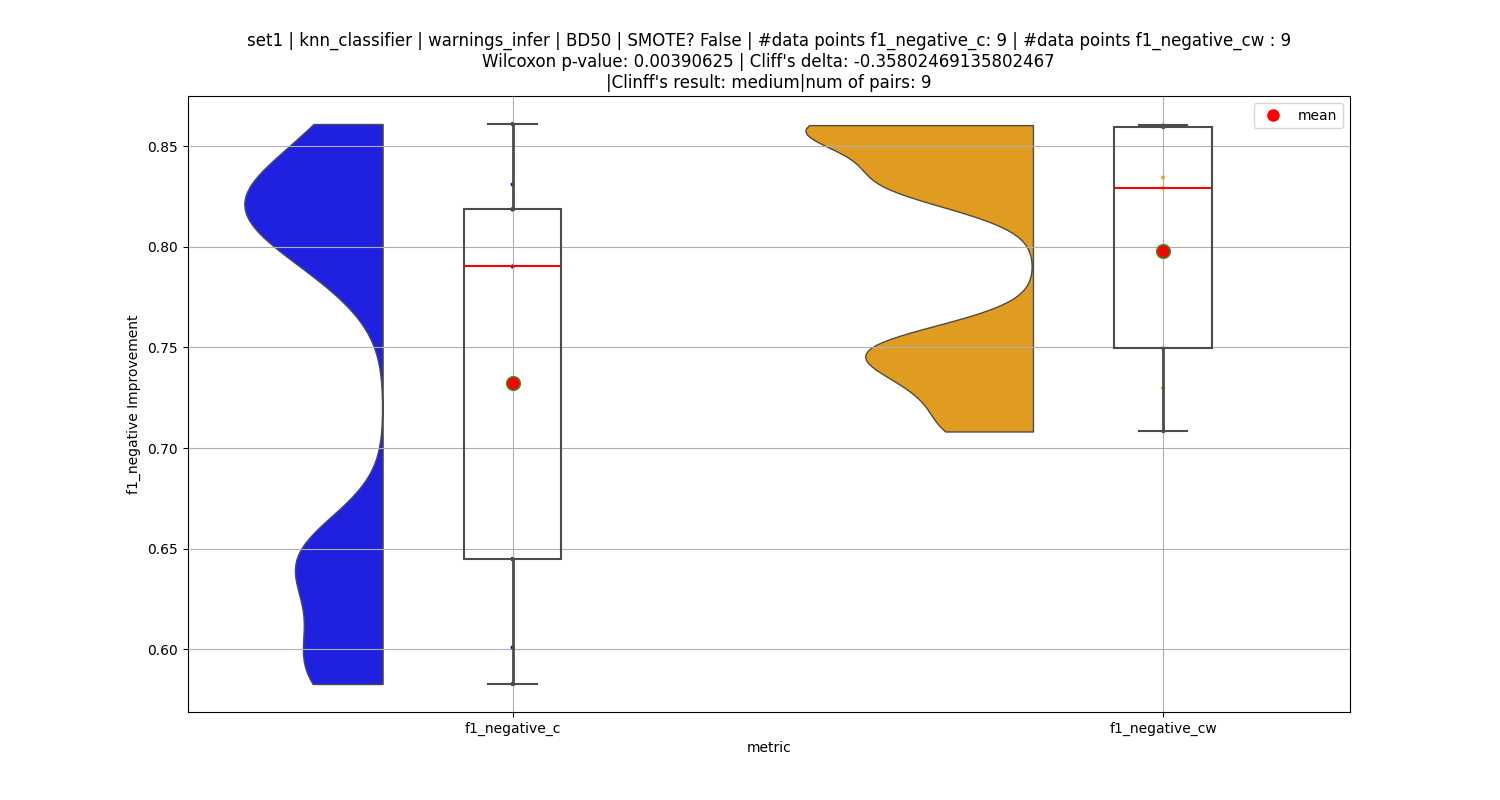 set1 | knn_classifier | warnings_infer | BD50 | SMOTE? False | #data points f1_negative_c: 9 | #data points f1_negative_cw : 9
Wilcoxon p-value: 0.00390625 | Cliff's delta: -0.35802469135802467
|Clinff's result: medium|num of pairs: 9
mean
0.85
0.80
0.75
0.70
0.65
0.60
f1_negative Improvement
f1_negative_c
f1_negative_cw
metric